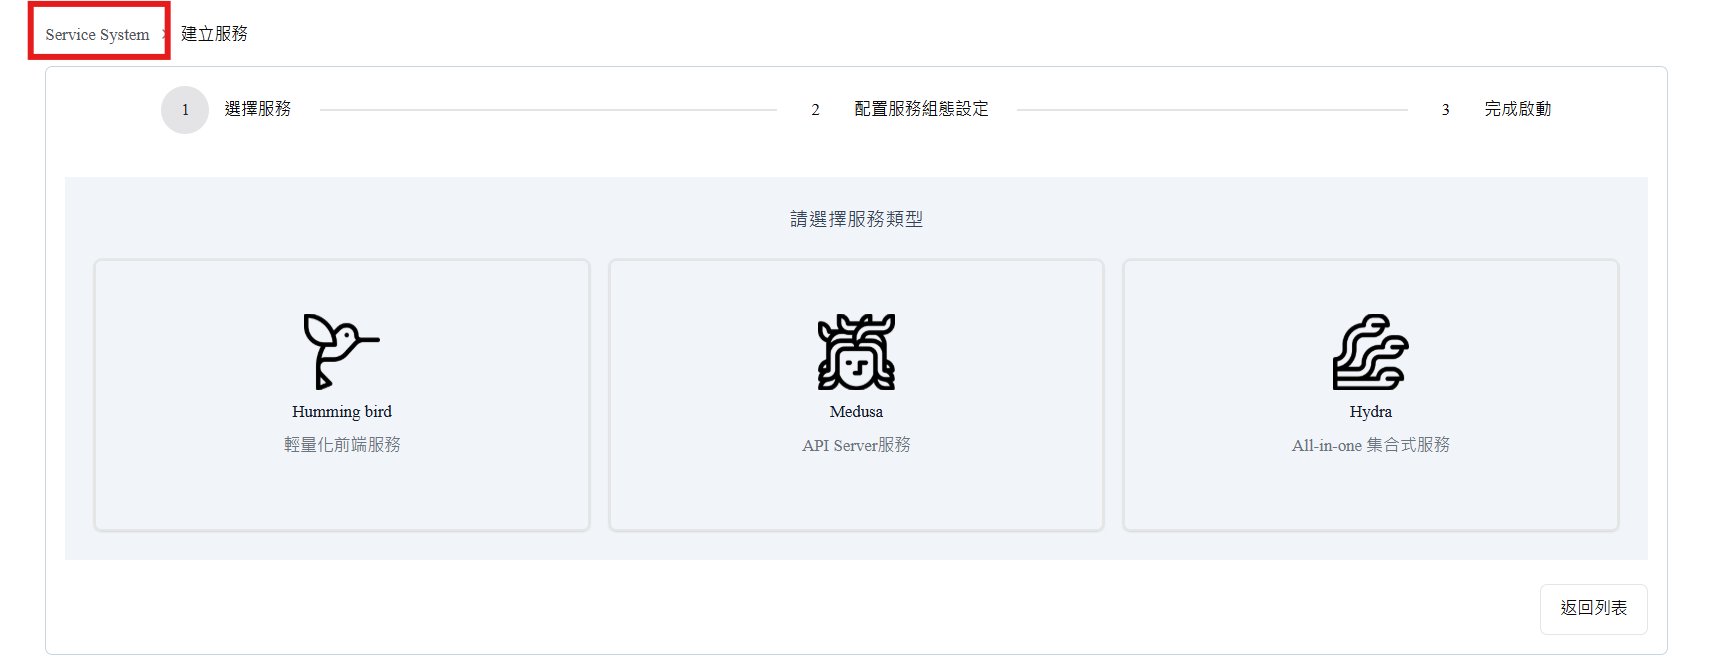 Service System › 建立服務
1 選擇服務 2 配置服務組態設定 3 完成啟動
請選擇服務類型
Humming bird
輕量化前端服務
Medusa
API Server服務
Hydra
All-in-one 集合式服務
返回列表